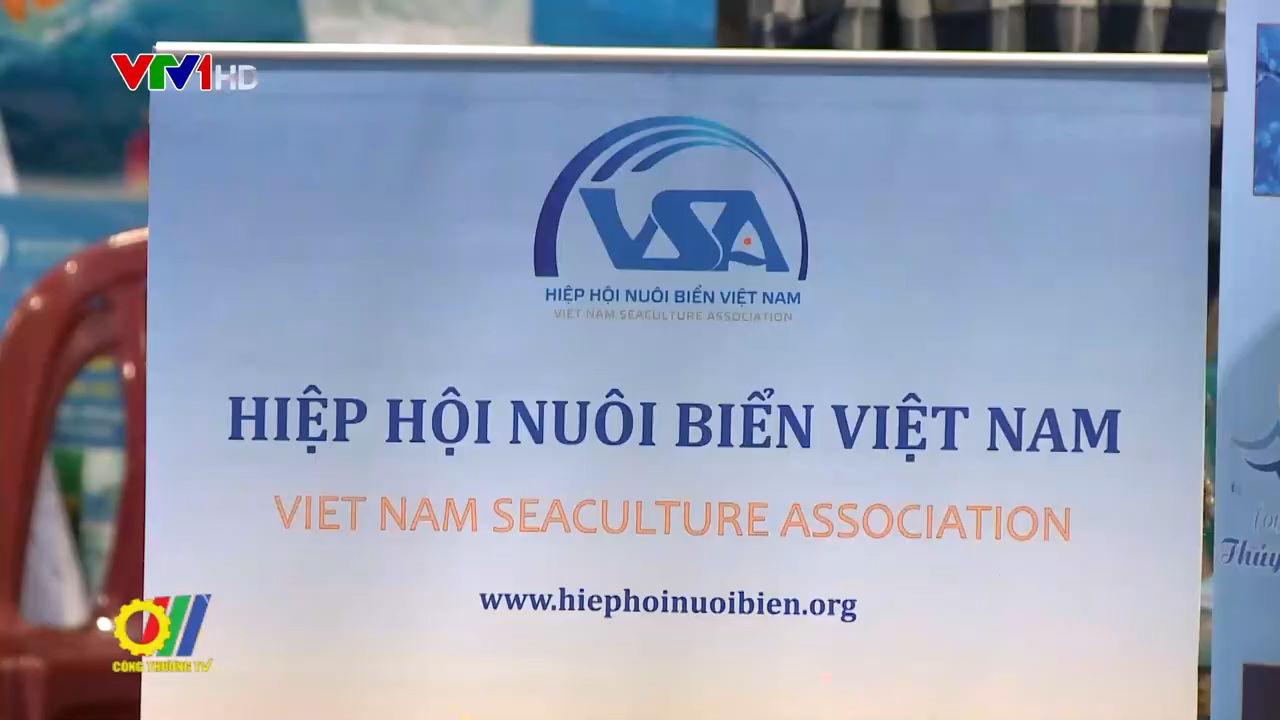 VTV1 HD
VSA
HIỆP HỘI NUÔI BIỂN VIỆT NAM
VIET NAM SEACULTURE ASSOCIATION
HIỆP HỘI NUÔI BIỂN VIỆT NAM
VIET NAM SEACULTURE ASSOCIATION
www.hiephoinuoibien.org
Thủy
CÔNG THƯƠNG TV